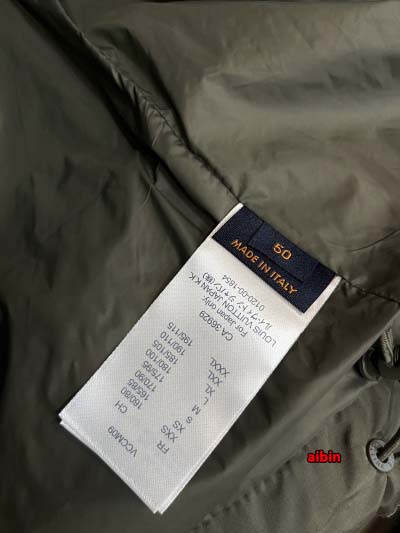 50
MADE IN ITALY
LOUIS VUITTON JAPAN K.K.
ルイ・ヴィトン ジャパン(株)
0120-00-1854
For Japan only
CA 36929
FR CH
XXS 160/80
XS 165/85
S 170/90
M 175/95
L 180/100
XL 185/105
XXL 190/110
XXXL 195/115
VCCM09
aibin